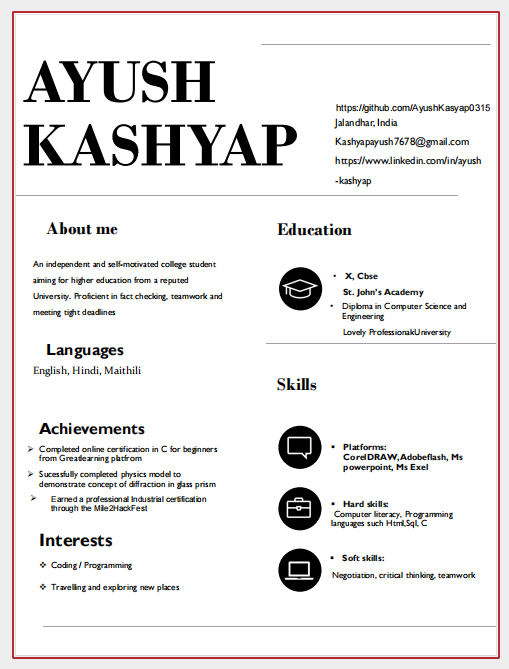 AYUSH
KASHYAP
https://github.com/AyushKasyap0315
Jalandhar, India
Kashyapayush7678@gmail.com
https://www.linkedin.com/in/ayush
-kashyap
About me
An independent and self-motivated college student
aiming for higher education from a reputed
University. Proficient in fact checking, teamwork and
meeting tight deadlines
Languages
English, Hindi, Maithili
Achievements
➢ Completed online certification in C for beginners
from Greatlearning platfrom
➢ Sucessfully completed physics model to
demonstrate concept of diffraction in glass prism
➢ Earned a professional Industrial certification
through the Mile2HackFest
Interests
❖ Coding / Programming
❖ Travelling and exploring new places
Education
• X, Cbse
St. John's Academy
• Diploma in Computer Science and
Engineering
Lovely ProfessionakUniversity
Skills
▪ Platforms:
CorelDRAW,Adobeflash, Ms
powerpoint, Ms Exel
▪ Hard skills:
Computer literacy, Programming
languages such Html,Sql, C
▪ Soft skills:
Negotiation, critical thinking, teamwork